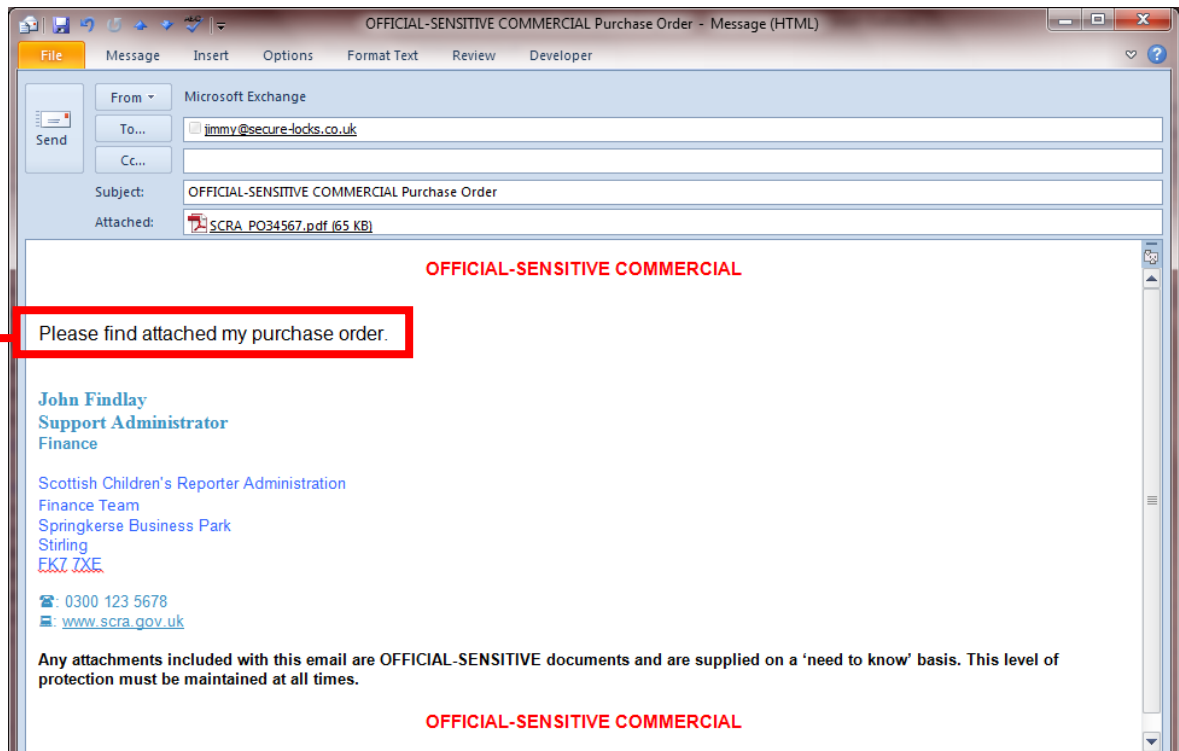 OFFICIAL-SENSITIVE COMMERCIAL Purchase Order - Message (HTML)
File Message Insert Options Format Text Review Developer
From Microsoft Exchange
Send
To... jimmy@secure-locks.co.uk
Cc...
Subject: OFFICIAL-SENSITIVE COMMERCIAL Purchase Order
Attached: SCRA PO34567.pdf (65 KB)
OFFICIAL-SENSITIVE COMMERCIAL
Please find attached my purchase order.
John Findlay
Support Administrator
Finance
Scottish Children's Reporter Administration
Finance Team
Springkerse Business Park
Stirling
FK7 7XE
☎: 0300 123 5678
💻: www.scra.gov.uk
Any attachments included with this email are OFFICIAL-SENSITIVE documents and are supplied on a ‘need to know’ basis. This level of
protection must be maintained at all times.
OFFICIAL-SENSITIVE COMMERCIAL